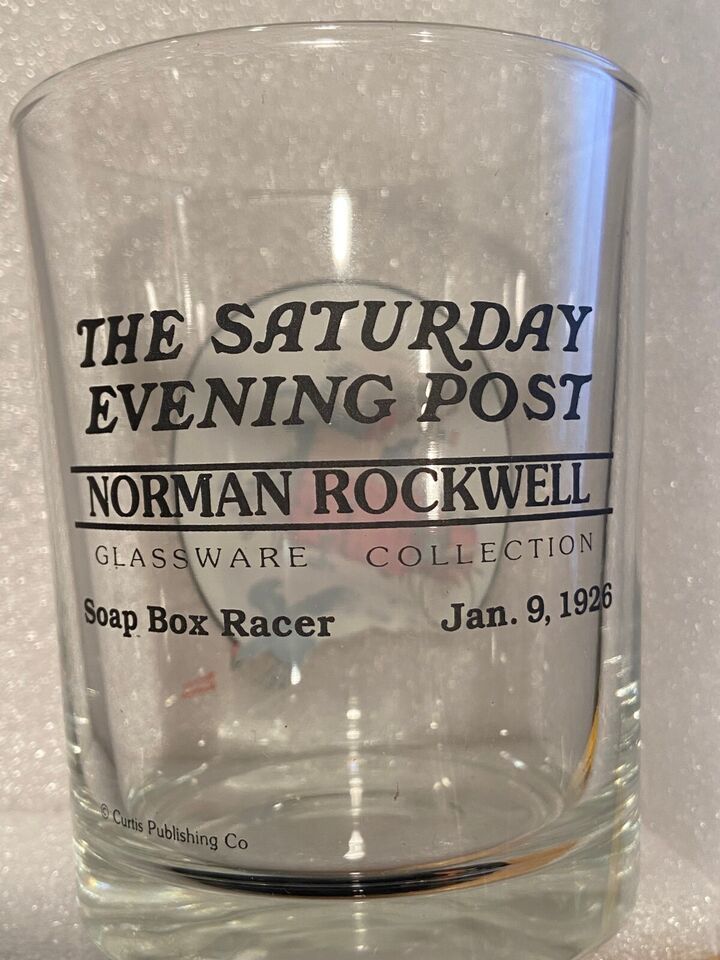 THE SATURDAY
EVENING POST
NORMAN ROCKWELL
GLASSWARE COLLECTION
Soap Box Racer Jan. 9, 1926
© Curtis Publishing Co